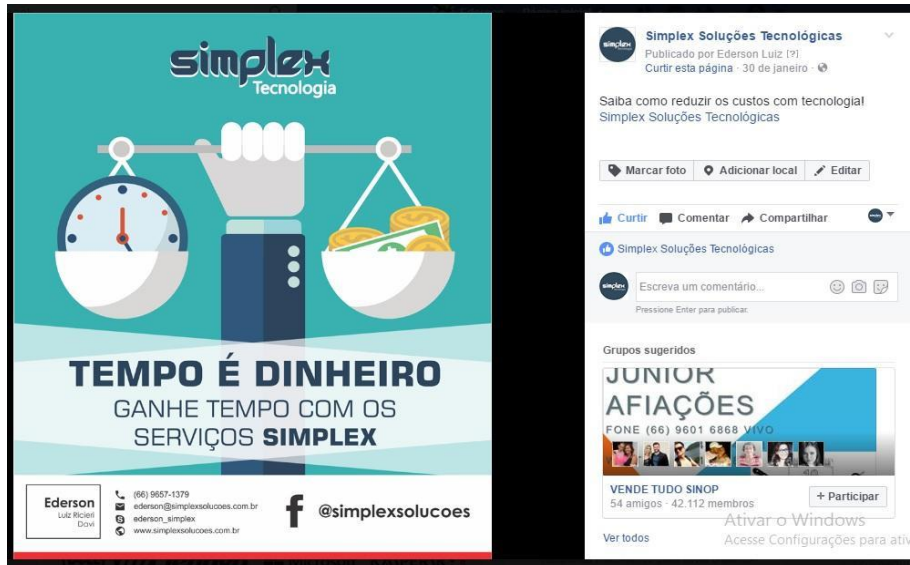 simplex
Tecnologia
TEMPO É DINHEIRO
GANHE TEMPO COM OS
SERVIÇOS SIMPLEX
Ederson
Luiz Ricieri
Davi
(66) 9657-1379
ederson@simplexsolucoes.com.br
ederson_simplex
www.simplexsolucoes.com.br
f @simplexsolucoes
simplex
Simplex Soluções Tecnológicas
Publicado por Ederson Luiz [?]
Curtir esta página · 30 de janeiro ·
Saiba como reduzir os custos com tecnologia!
Simplex Soluções Tecnológicas
Marcar foto Adicionar local Editar
Curtir Comentar Compartilhar
Simplex Soluções Tecnológicas
simplex
Escreva um comentário...
Pressione Enter para publicar.
Grupos sugeridos
JUNIOR
AFIAÇÕES
FONE (66) 9601 6868 VIVO
VENDE TUDO SINOP
54 amigos · 42.112 membros
+ Participar
Ver todos
Ativar o Windows
Acesse Configurações para ativ